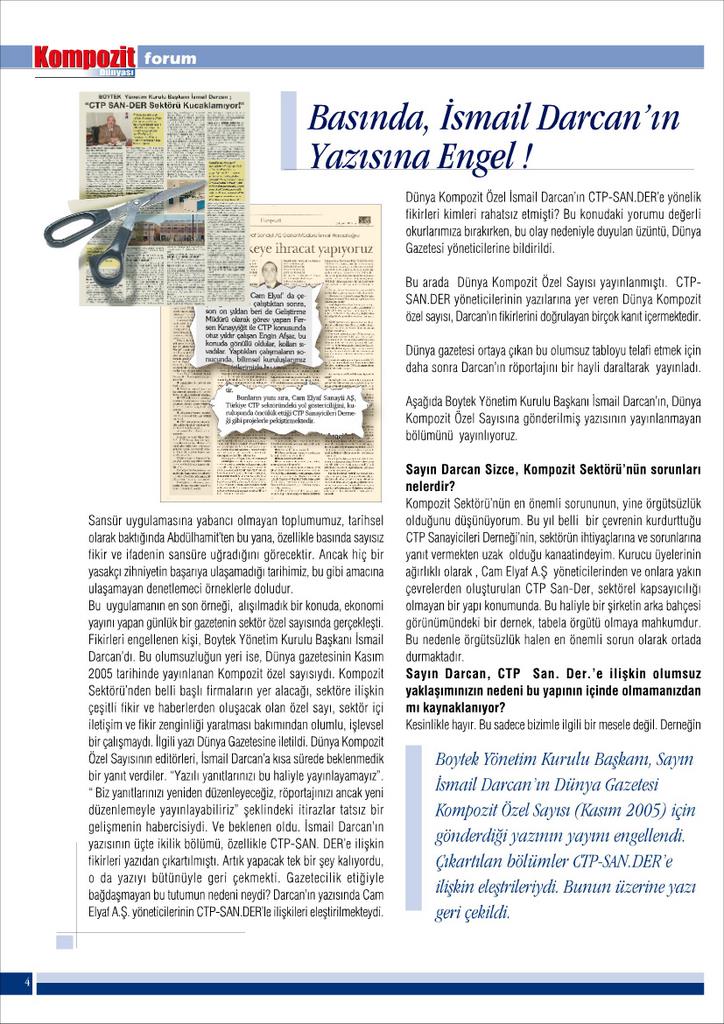 Kompozit
Dünyası
forum
BOYTEK Yönetim Kurulu Başkanı İsmail Darcan ;
"CTP SAN-DER Sektörü Kucaklamıyor!"
Kompozit
keye ihracat yapıyoruz
Cam Elyaf' da çe-
çalıştıktan sonra,
son on yıldan beri de Geliştirme
Müdürü olarak görev yapan Fer-
sen Kınayyiğit ile CTP konusunda
otuz yıldır çalışan Engin Afşar, bu
konuda gönüllü oldular, kolları sı-
vadılar. Yaptıkları çalışmaların so-
nucunda, bilimsel kuruluşlarımız
dir.
Bunların yanı sıra, Cam Elyaf Sanayii AŞ,
Türkiye CTP sektöründeki yol göstericiliğini, ku-
ruluşunda öncülük ettiği CTP Sanayicileri Derne-
ği gibi projelerle pekiştirmektedir.
Basında, İsmail Darcan'ın
Yazısına Engel !
Sansür uygulamasına yabancı olmayan toplumumuz, tarihsel
olarak baktığında Abdülhamit'ten bu yana, özellikle basında sayısız
fikir ve ifadenin sansüre uğradığını görecektir. Ancak hiç bir
yasakçı zihniyetin başarıya ulaşamadığı tarihimiz, bu gibi amacına
ulaşamayan denetlemeci örneklerle doludur.
Bu uygulamanın en son örneği, alışılmadık bir konuda, ekonomi
yayını yapan günlük bir gazetenin sektör özel sayısında gerçekleşti.
Fikirleri engellenen kişi, Boytek Yönetim Kurulu Başkanı İsmail
Darcan'dı. Bu olumsuzluğun yeri ise, Dünya gazetesinin Kasım
2005 tarihinde yayınlanan Kompozit özel sayısıydı. Kompozit
Sektörü'nden belli başlı firmaların yer alacağı, sektöre ilişkin
çeşitli fikir ve haberlerden oluşacak olan özel sayı, sektör içi
iletişim ve fikir zenginliği yaratması bakımından olumlu, işlevsel
bir çalışmaydı. İlgili yazı Dünya Gazetesine iletildi. Dünya Kompozit
Özel Sayısının editörleri, İsmail Darcan'a kısa sürede beklenmedik
bir yanıt verdiler. "Yazılı yanıtlarınızı bu haliyle yayınlayamayız".
" Biz yanıtlarınızı yeniden düzenleyeceğiz, röportajınızı ancak yeni
düzenlemeyle yayınlayabiliriz" şeklindeki itirazlar tatsız bir
gelişmenin habercisiydi. Ve beklenen oldu. İsmail Darcan'ın
yazısının üçte ikilik bölümü, özellikle CTP-SAN. DER'e ilişkin
fikirleri yazıdan çıkartılmıştı. Artık yapacak tek bir şey kalıyordu,
o da yazıyı bütünüyle geri çekmekti. Gazetecilik etiğiyle
bağdaşmayan bu tutumun nedeni neydi? Darcan'ın yazısında Cam
Elyaf A.Ş. yöneticilerinin CTP-SAN.DER'le ilişkileri eleştirilmekteydi.
Dünya Kompozit Özel İsmail Darcan'ın CTP-SAN.DER'e yönelik
fikirleri kimleri rahatsız etmişti? Bu konudaki yorumu değerli
okurlarımıza bırakırken, bu olay nedeniyle duyulan üzüntü, Dünya
Gazetesi yöneticilerine bildirildi.
Bu arada Dünya Kompozit Özel Sayısı yayınlanmıştı. CTP-
SAN.DER yöneticilerinin yazılarına yer veren Dünya Kompozit
özel sayısı, Darcan'ın fikirlerini doğrulayan birçok kanıt içermektedir.
Dünya gazetesi ortaya çıkan bu olumsuz tabloyu telafi etmek için
daha sonra Darcan'ın röportajını bir hayli daraltarak yayınladı.
Aşağıda Boytek Yönetim Kurulu Başkanı İsmail Darcan'ın, Dünya
Kompozit Özel Sayısına gönderilmiş yazısının yayınlanmayan
bölümünü yayınlıyoruz.
Sayın Darcan Sizce, Kompozit Sektörü'nün sorunları
nelerdir?
Kompozit Sektörü'nün en önemli sorununun, yine örgütsüzlük
olduğunu düşünüyorum. Bu yıl belli bir çevrenin kurdurttuğu
CTP Sanayicileri Derneği'nin, sektörün ihtiyaçlarına ve sorunlarına
yanıt vermekten uzak olduğu kanaatindeyim. Kurucu üyelerinin
ağırlıklı olarak , Cam Elyaf A.Ş yöneticilerinden ve onlara yakın
çevrelerden oluşturulan CTP San-Der, sektörel kapsayıcılığı
olmayan bir yapı konumunda. Bu haliyle bir şirketin arka bahçesi
görünümündeki bir dernek, tabela örgütü olmaya mahkumdur.
Bu nedenle örgütsüzlük halen en önemli sorun olarak ortada
durmaktadır.
Sayın Darcan, CTP San. Der.'e ilişkin olumsuz
yaklaşımınızın nedeni bu yapının içinde olmamanızdan
mı kaynaklanıyor?
Kesinlikle hayır. Bu sadece bizimle ilgili bir mesele değil. Derneğin
Boytek Yönetim Kurulu Başkanı, Sayın
İsmail Darcan'ın Dünya Gazetesi
Kompozit Özel Sayısı (Kasım 2005) için
gönderdiği yazının yayını engellendi.
Çıkartılan bölümler CTP-SAN.DER'e
ilişkin eleştrileriydi. Bunun üzerine yazı
geri çekildi.
4